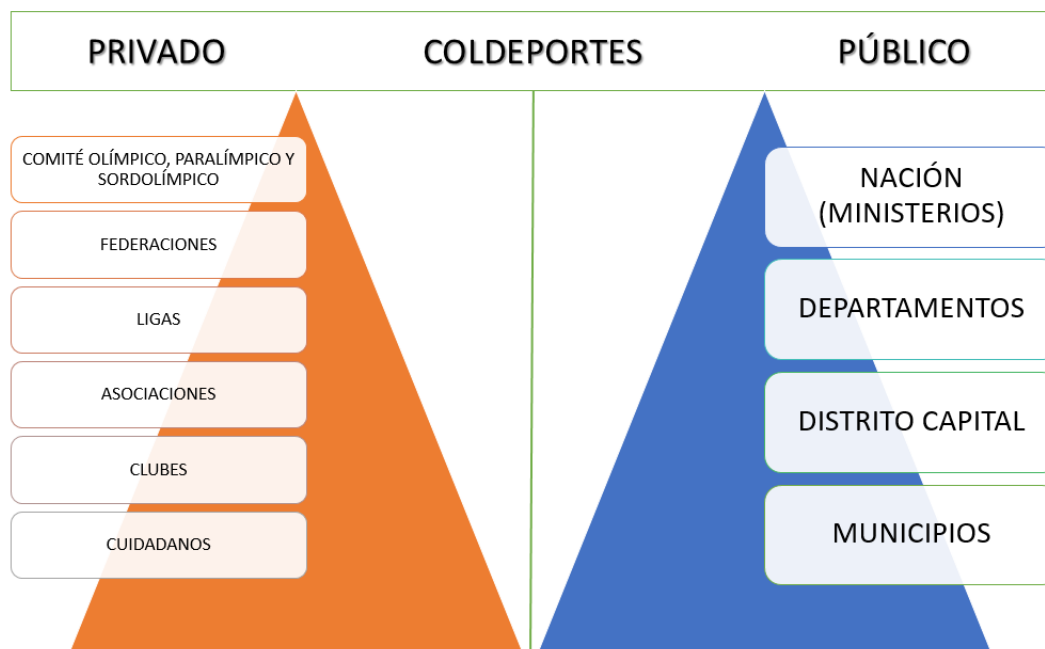 PRIVADO
COLDEPORTES
PÚBLICO
COMITÉ OLÍMPICO, PARALÍMPICO Y
SORDOLÍMPICO
FEDERACIONES
LIGAS
ASOCIACIONES
CLUBES
CUIDADANOS
NACIÓN
(MINISTERIOS)
DEPARTAMENTOS
DISTRITO CAPITAL
MUNICIPIOS